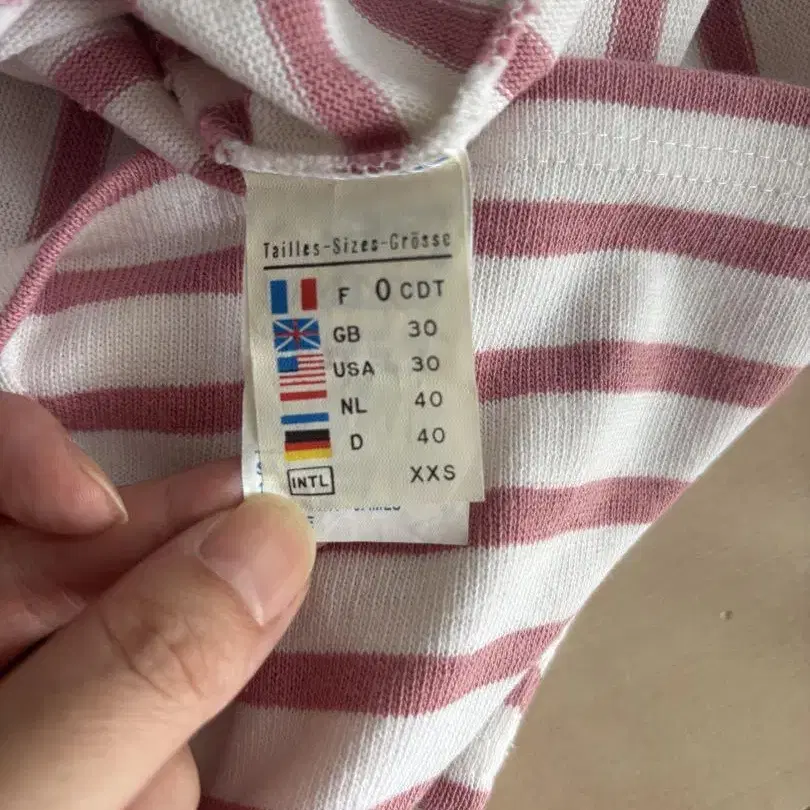 Tailles-Sizes-Grösse
F 0 CDT
GB 30
USA 30
NL 40
D 40
INTL XXS